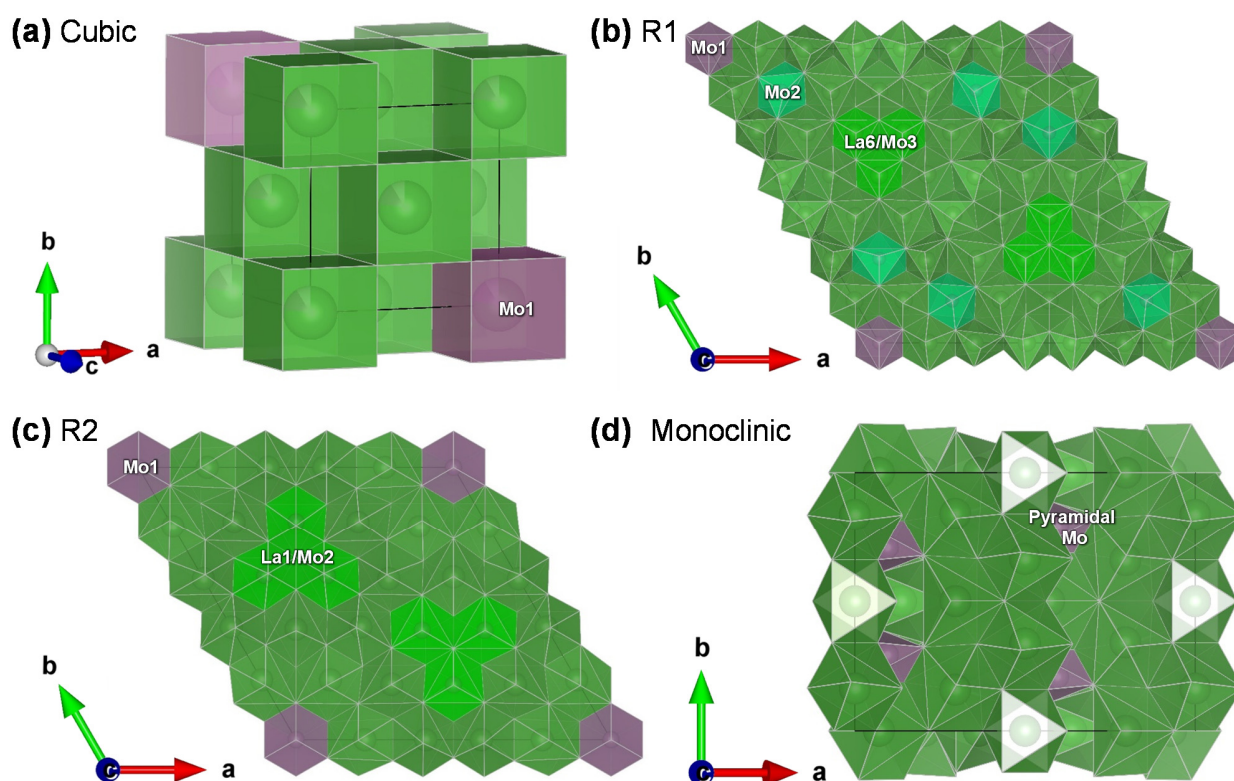 (a) Cubic
Mo1
b
a
c
(b) R1
Mo1
Mo2
La6/Mo3
b
c
a
(c) R2
Mo1
La1/Mo2
b
c
a
(d) Monoclinic
Pyramidal
Mo
b
c
a